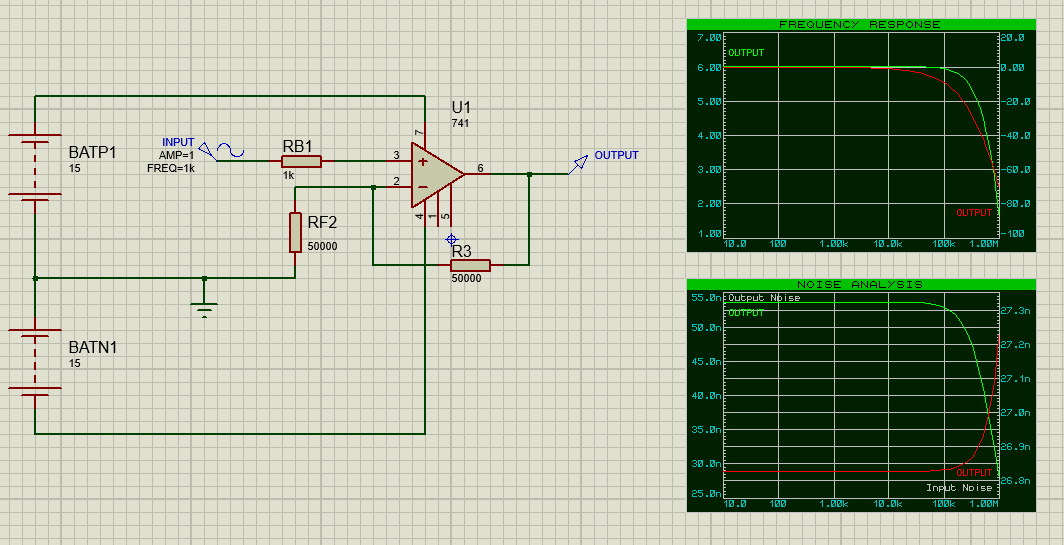 U1
741
BATP1
15
INPUT
AMP=1
FREQ=1k
RB1
1k
3
2
7
6
4
1
5
OUTPUT
RF2
50000
R3
50000
BATN1
15
FREQUENCY RESPONSE
7.00
6.00
5.00
4.00
3.00
2.00
1.00
OUTPUT
OUTPUT
20.0
0.00
-20.0
-40.0
-60.0
-80.0
-100
10.0
100
1.00k
10.0k
100k
1.00M
NOISE ANALYSIS
55.0n
50.0n
45.0n
40.0n
35.0n
30.0n
25.0n
Output Noise
OUTPUT
OUTPUT
Input Noise
27.3n
27.2n
27.1n
27.0n
26.9n
26.8n
10.0
100
1.00k
10.0k
100k
1.00M